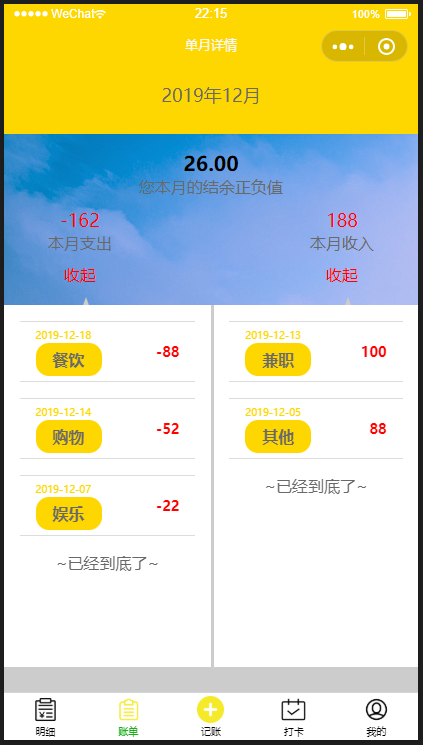 WeChat 22:15 100%
单月详情
2019年12月
26.00
您本月的结余正负值
-162 188
本月支出 本月收入
收起 收起
2019-12-18
餐饮 -88
2019-12-14
购物 -52
2019-12-07
娱乐 -22
~已经到底了~
2019-12-13
兼职 100
2019-12-05
其他 88
~已经到底了~
明细 账单 记账 打卡 我的